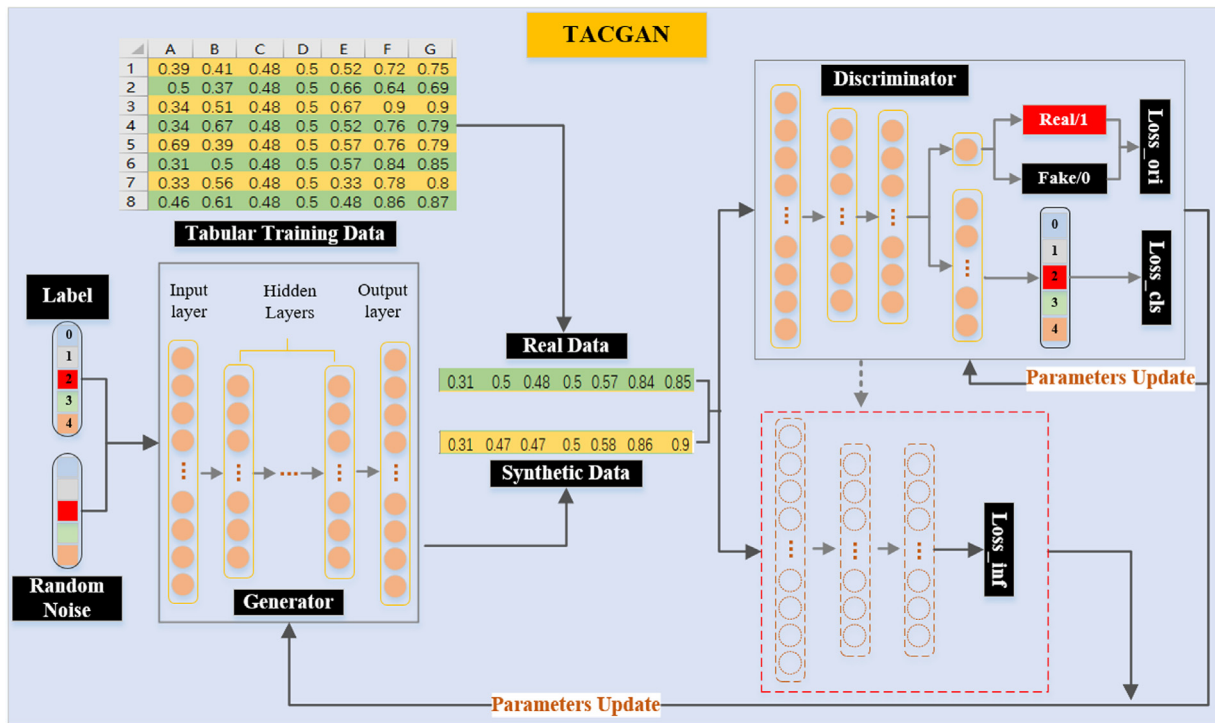 TACGAN
A B C D E F G
1 0.39 0.41 0.48 0.5 0.52 0.72 0.75
2 0.5 0.37 0.48 0.5 0.66 0.64 0.69
3 0.34 0.51 0.48 0.5 0.67 0.9 0.9
4 0.34 0.67 0.48 0.5 0.52 0.76 0.79
5 0.69 0.39 0.48 0.5 0.57 0.76 0.79
6 0.31 0.5 0.48 0.5 0.57 0.84 0.85
7 0.33 0.56 0.48 0.5 0.33 0.78 0.8
8 0.46 0.61 0.48 0.5 0.48 0.86 0.87
Tabular Training Data
Label
0
1
2
3
4
Random
Noise
Input
layer
Hidden
Layers
Output
layer
Generator
Real Data
0.31 0.5 0.48 0.5 0.57 0.84 0.85
0.31 0.47 0.47 0.5 0.58 0.86 0.9
Synthetic Data
Discriminator
Real/1
Fake/0
Loss_ori
0
1
2
3
4
Loss_cls
Parameters Update
Loss_inf
Parameters Update